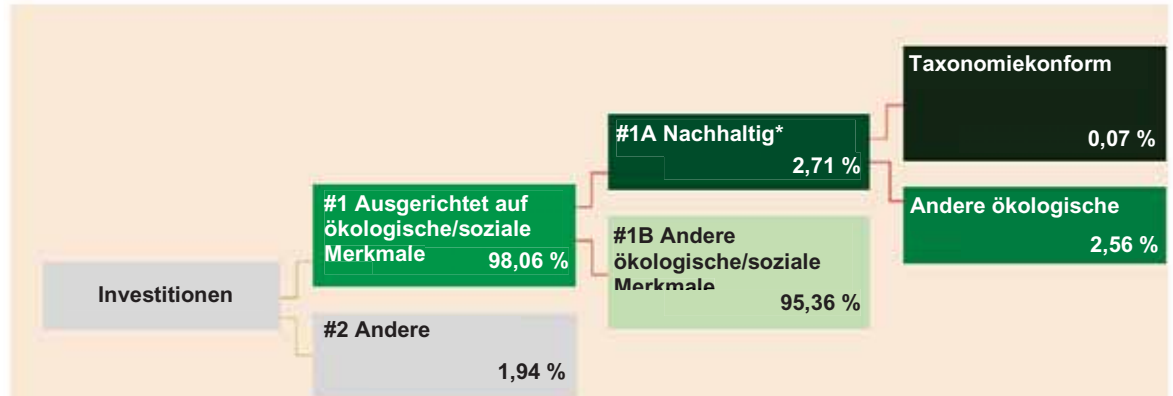 Taxonomiekonform
0,07 %
#1A Nachhaltig*
2,71 %
#1 Ausgerichtet auf
ökologische/soziale
Merkmale 98,06 %
Andere ökologische
2,56 %
#1B Andere
ökologische/soziale
Merkmale
95,36 %
Investitionen
#2 Andere
1,94 %